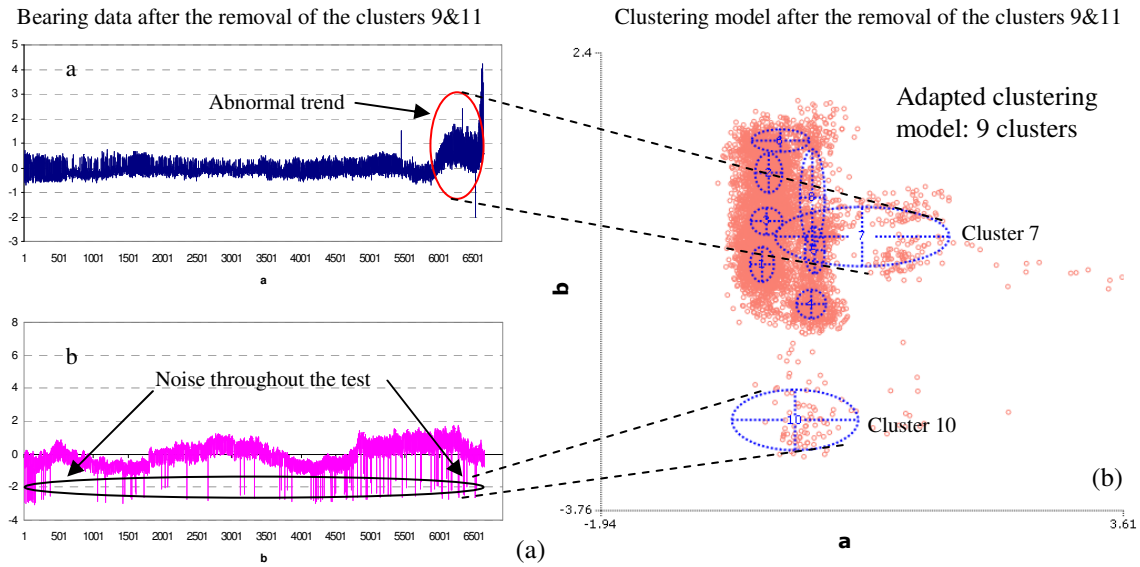 Bearing data after the removal of the clusters 9&11
Clustering model after the removal of the clusters 9&11
5
4
3
2
1
0
-1
-2
-3
a
Abnormal trend
1 501 1001 1501 2001 2501 3001 3501 4001 4501 5001 5501 6001 6501
a
8
6
4
2
0
-2
-4
b
Noise throughout the test
1 501 1001 1501 2001 2501 3001 3501 4001 4501 5001 5501 6001 6501
b
(a)
2.4
Adapted clustering
model: 9 clusters
7
Cluster 7
4
10
Cluster 10
b
(b)
-3.76
-1.94
3.61
a